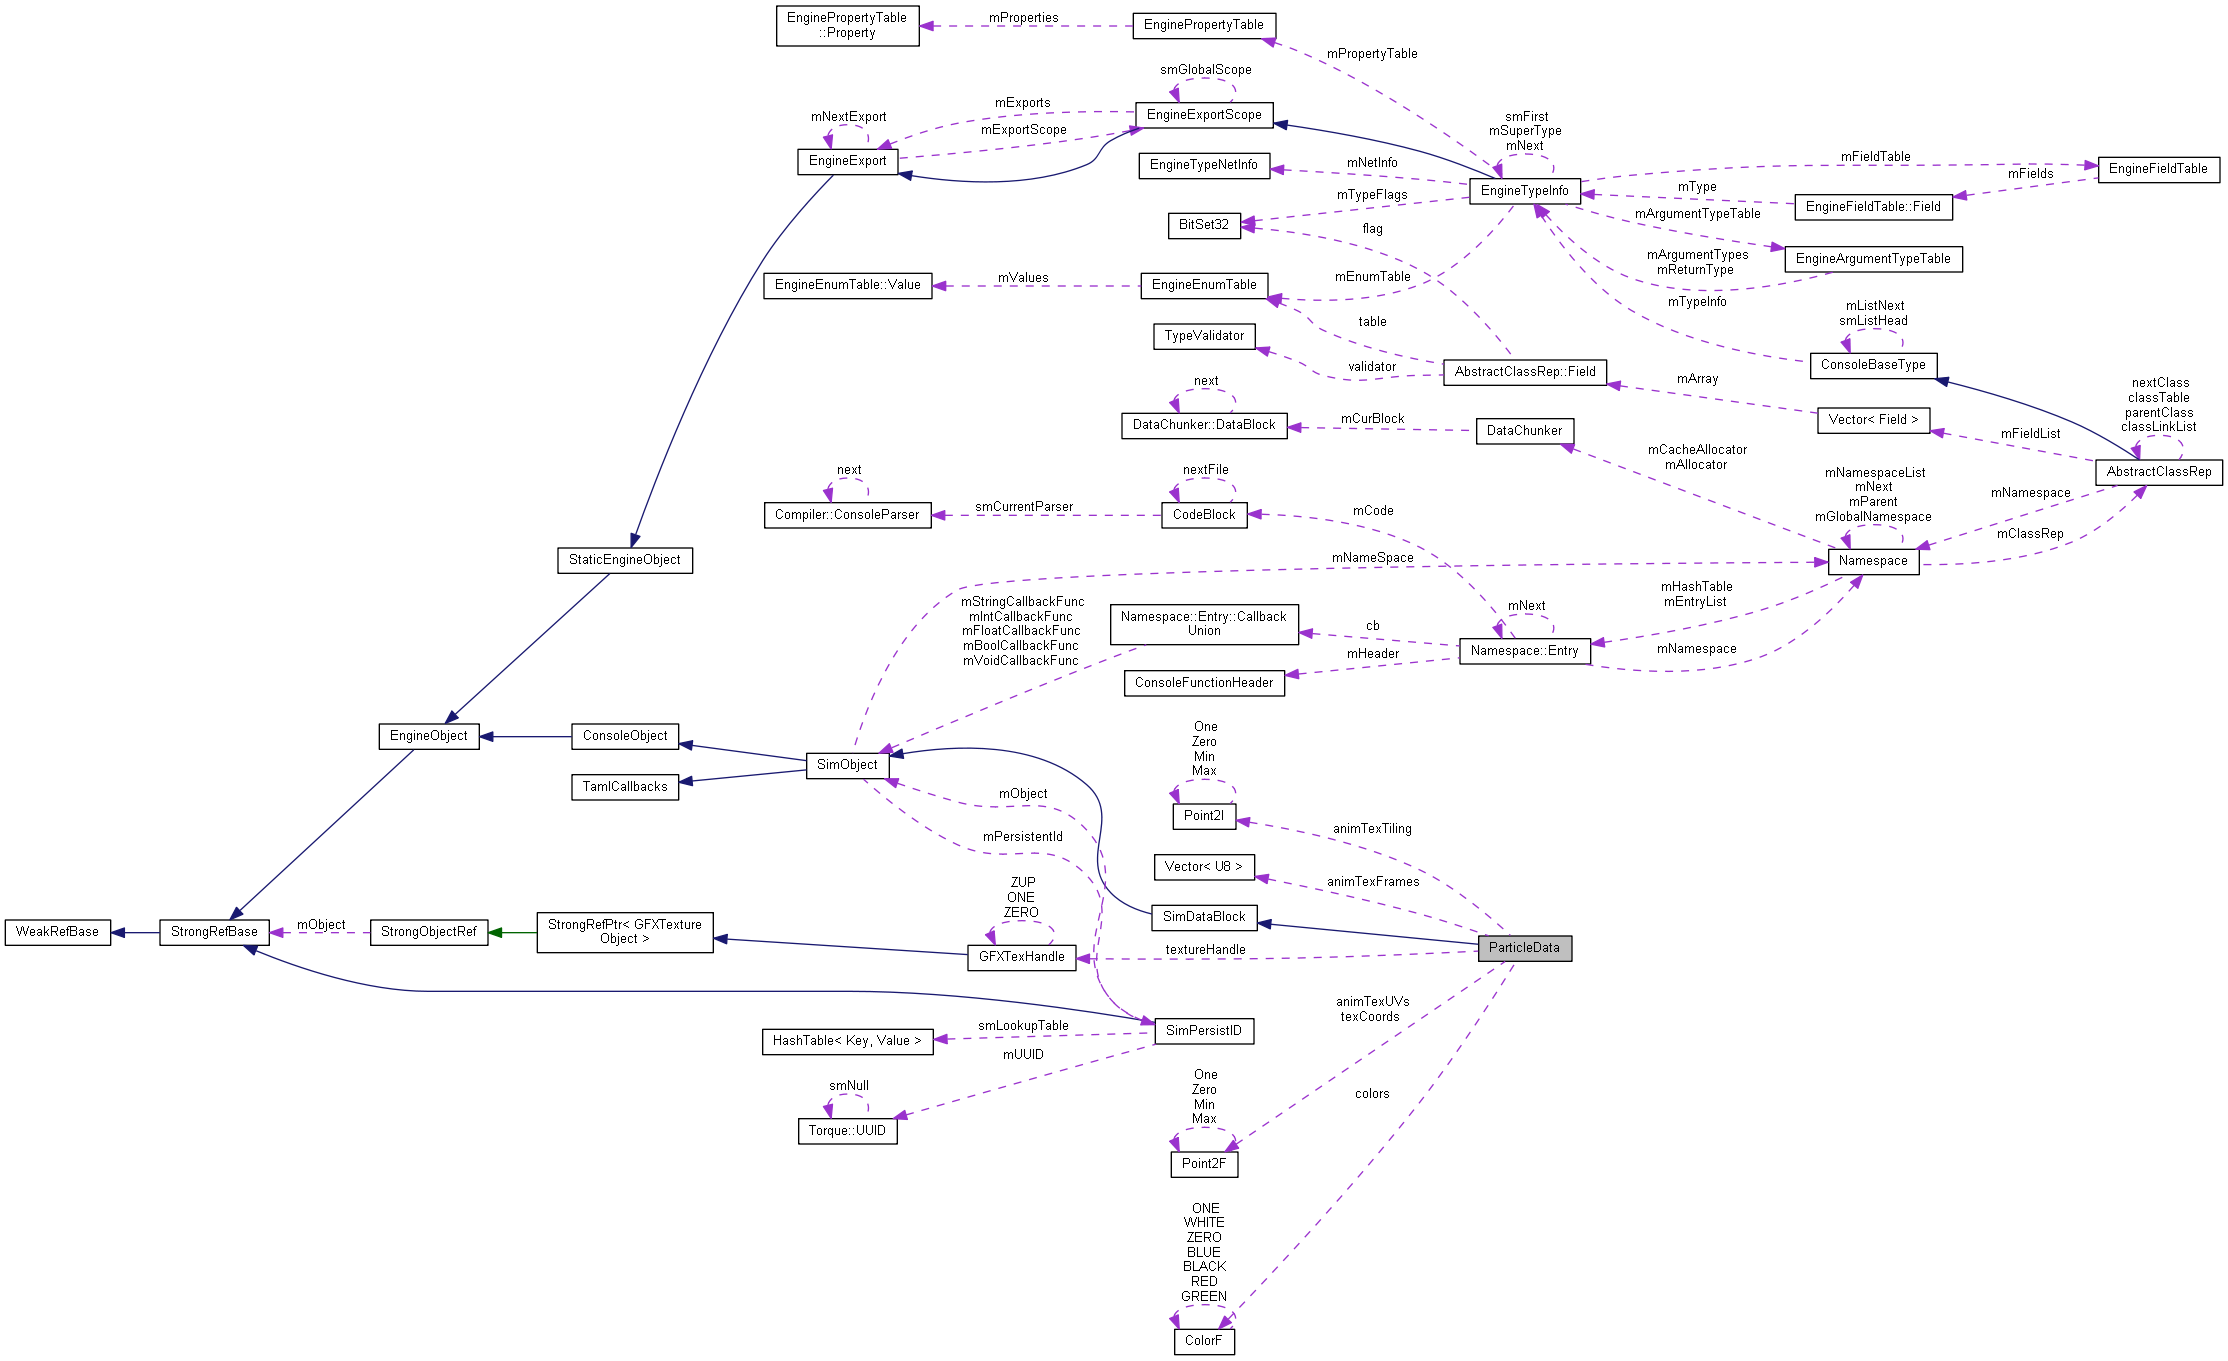 EnginePropertyTable
::Property
mProperties
EnginePropertyTable
mPropertyTable
smGlobalScope
EngineExportScope
mExports
mExportScope
mNextExport
EngineExport
smFirst
mSuperType
mNext
EngineTypeInfo
mNetInfo
EngineTypeNetInfo
mTypeFlags
BitSet32
flag
mFieldTable
EngineFieldTable
mFields
mType
EngineFieldTable::Field
mArgumentTypeTable
EngineArgumentTypeTable
mArgumentTypes
mReturnType
mTypeInfo
mEnumTable
EngineEnumTable::Value
mValues
EngineEnumTable
table
TypeValidator
validator
AbstractClassRep::Field
mListNext
smListHead
ConsoleBaseType
mArray
Vector< Field >
mFieldList
nextClass
classTable
parentClass
classLinkList
AbstractClassRep
next
DataChunker::DataBlock
mCurBlock
DataChunker
mCacheAllocator
mAllocator
mNamespaceList
mNext
mParent
mGlobalNamespace
Namespace
mNamespace
mClassRep
next
Compiler::ConsoleParser
smCurrentParser
nextFile
CodeBlock
mCode
StaticEngineObject
mNameSpace
mStringCallbackFunc
mIntCallbackFunc
mFloatCallbackFunc
mBoolCallbackFunc
mVoidCallbackFunc
Namespace::Entry::Callback
Union
cb
mHeader
ConsoleFunctionHeader
mNext
Namespace::Entry
mHashTable
mEntryList
mNamespace
EngineObject
ConsoleObject
TamlCallbacks
SimObject
mObject
mPersistentId
One
Zero
Min
Max
Point2I
animTexTiling
Vector< U8 >
animTexFrames
SimDataBlock
ParticleData
textureHandle
ZUP
ONE
ZERO
GFXTexHandle
WeakRefBase
StrongRefBase
mObject
StrongObjectRef
StrongRefPtr< GFXTexture
Object >
animTexUVs
texCoords
SimPersistID
smLookupTable
HashTable< Key, Value >
mUUID
smNull
Torque::UUID
One
Zero
Min
Max
Point2F
colors
ONE
WHITE
ZERO
BLUE
BLACK
RED
GREEN
ColorF